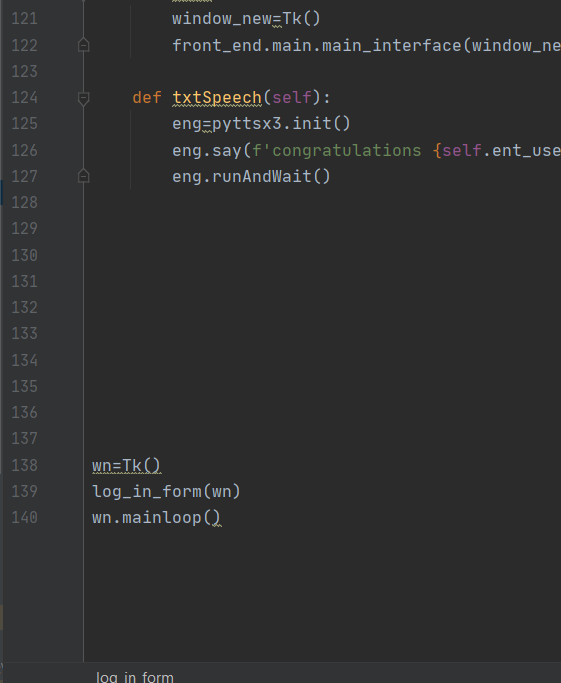 121 window_new=Tk()
122 front_end.main.main_interface(window_ne
123
124 def txtSpeech(self):
125 eng=pyttsx3.init()
126 eng.say(f'congratulations {self.ent_use
127 eng.runAndWait()
128
129
130
131
132
133
134
135
136
137
138 wn=Tk()
139 log_in_form(wn)
140 wn.mainloop()
log_in_form